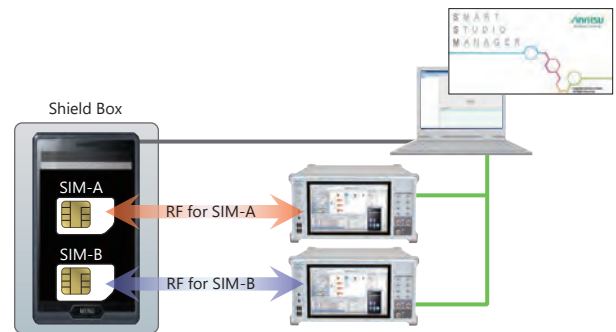 SMART
STUDIO
MANAGER
Anritsu
Shield Box
SIM-A
RF for SIM-A
SIM-B
RF for SIM-B
MENU